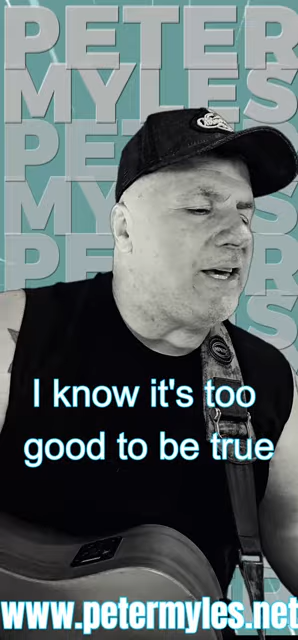 PETER
MYLES
PETER
MYLES
PETER
I know it's too
good to be true
www.petermyles.net